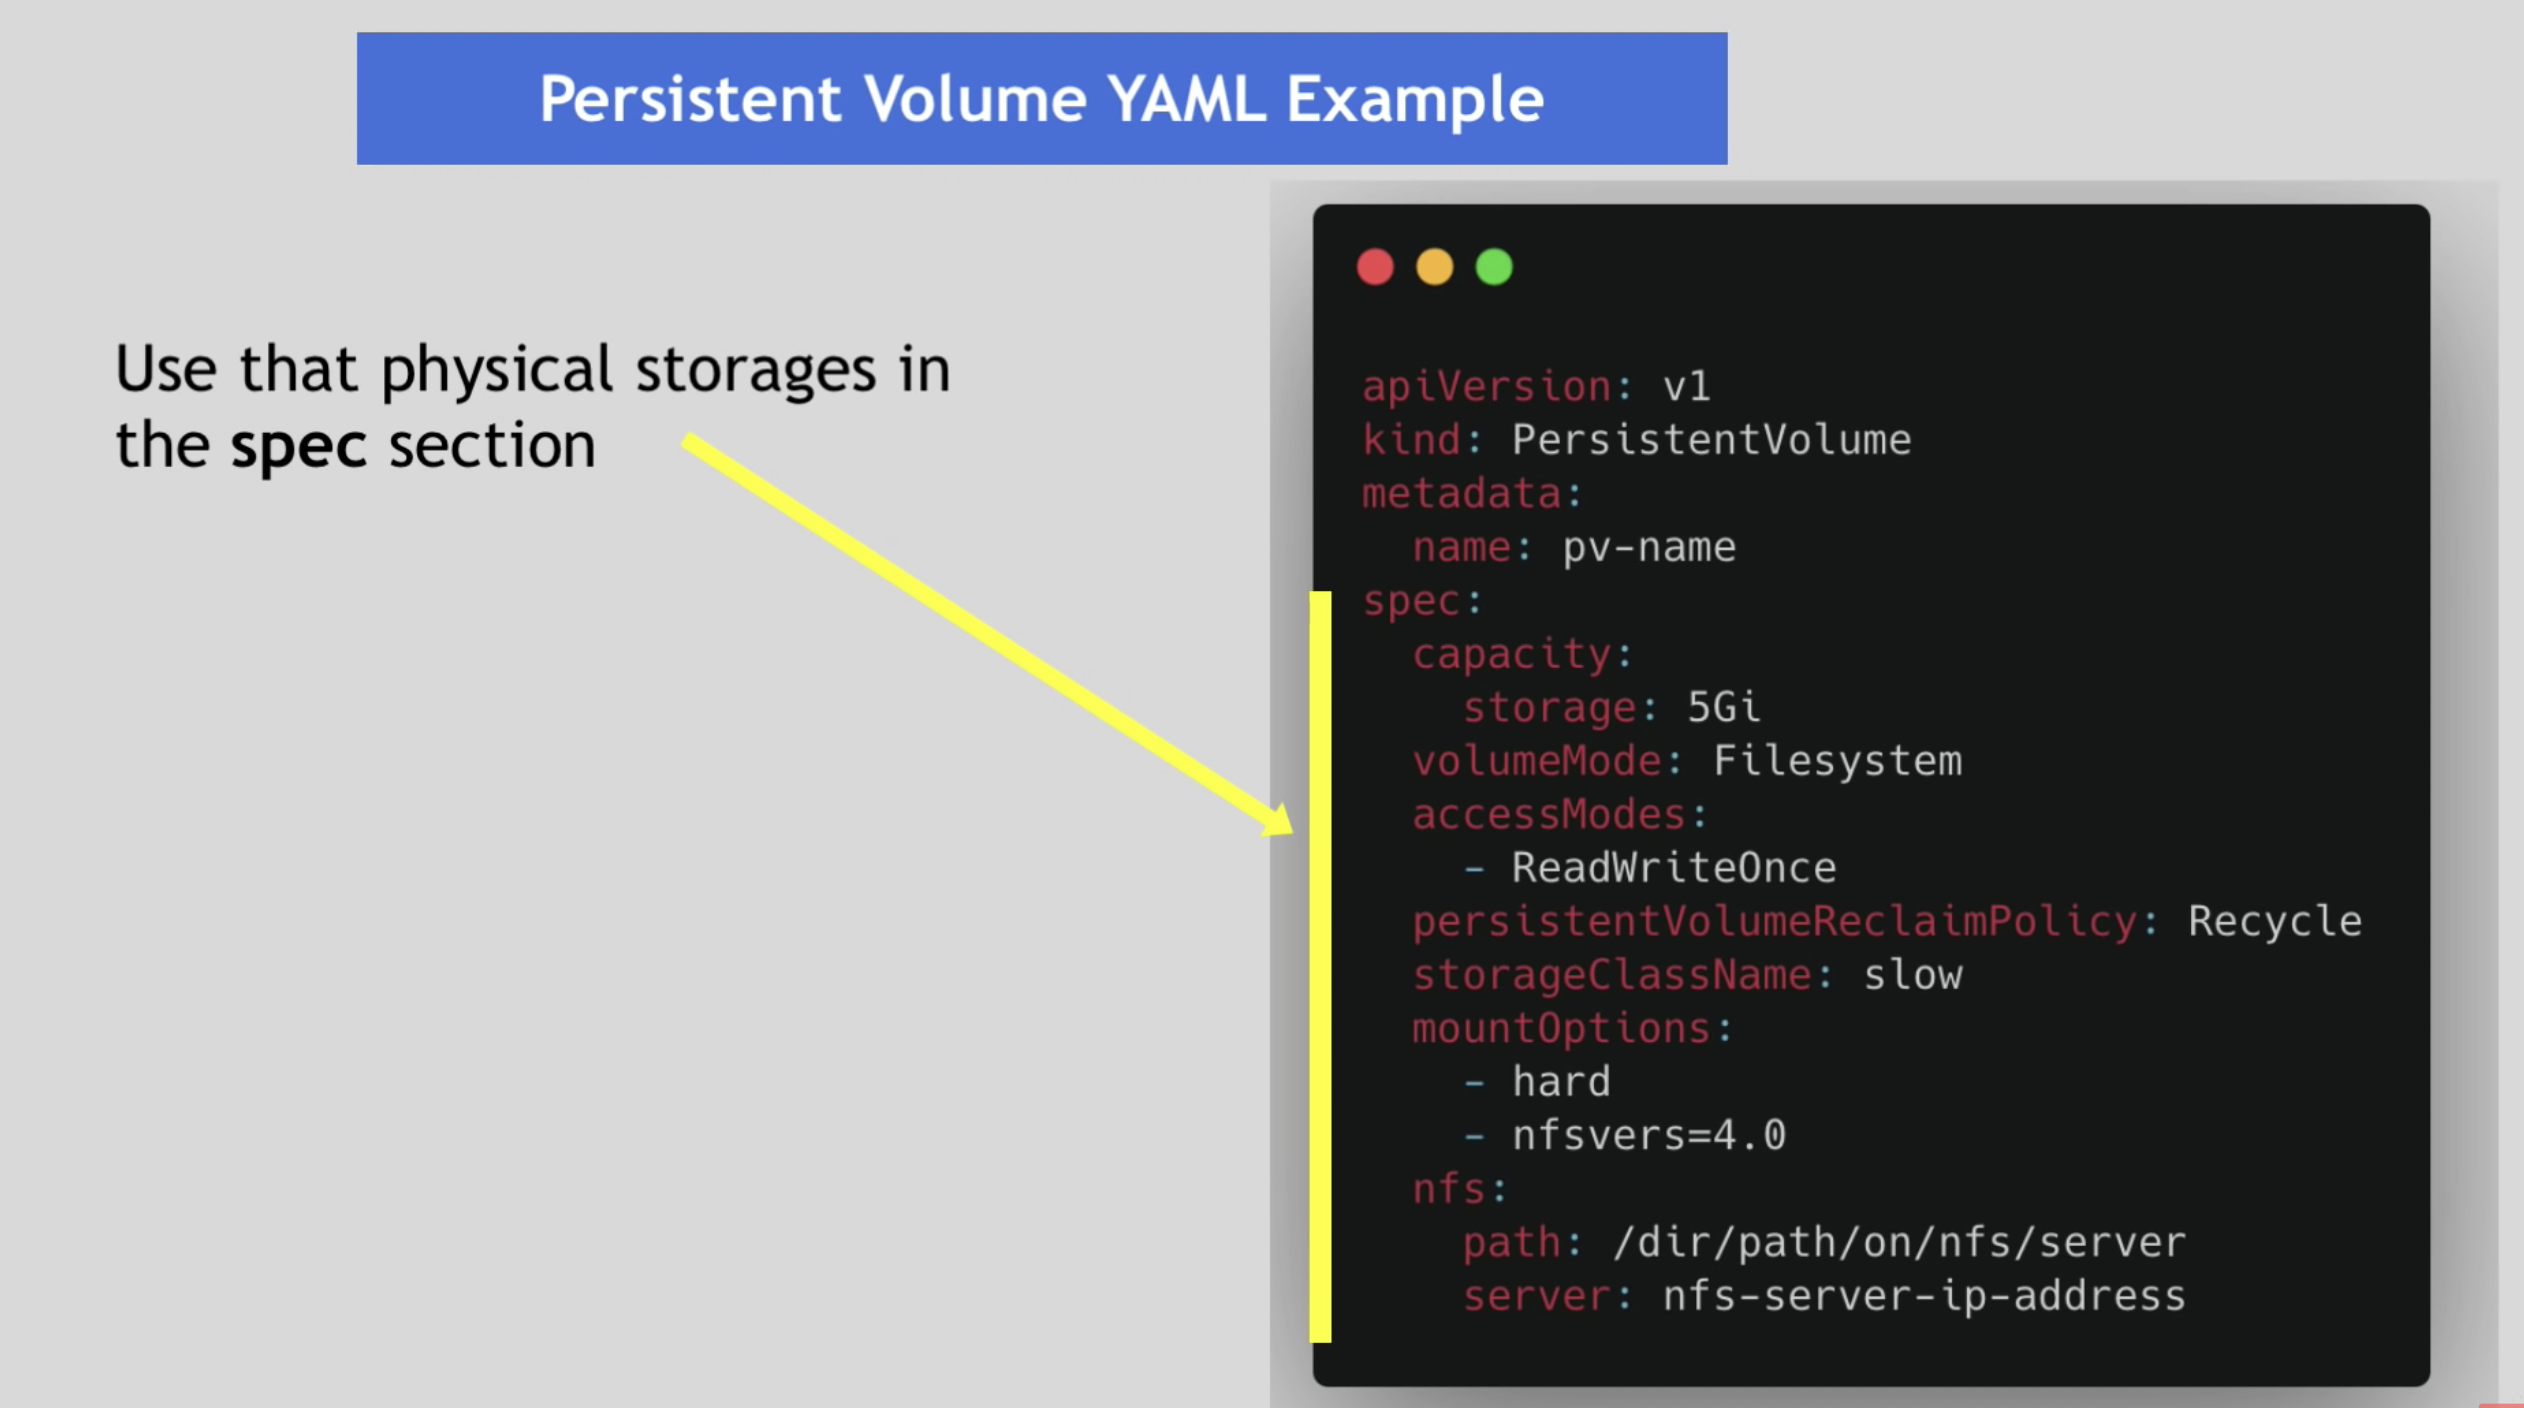 Persistent Volume YAML Example
Use that physical storages in
the spec section
apiVersion: v1
kind: PersistentVolume
metadata:
  name: pv-name
spec:
  capacity:
    storage: 5Gi
  volumeMode: Filesystem
  accessModes:
    - ReadWriteOnce
  persistentVolumeReclaimPolicy: Recycle
  storageClassName: slow
  mountOptions:
    - hard
    - nfsvers=4.0
  nfs:
    path: /dir/path/on/nfs/server
    server: nfs-server-ip-address